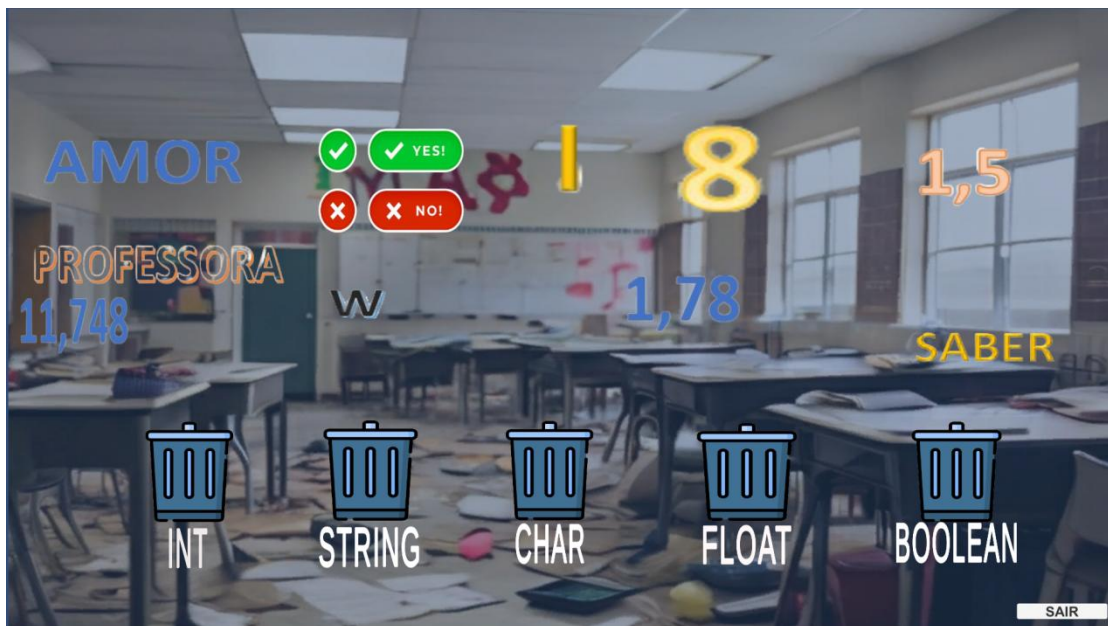 AMOR
YES!
NO!
I
8
1,5
PROFESSORA
11,748
W
1,78
SABER
INT
STRING
CHAR
FLOAT
BOOLEAN
SAIR